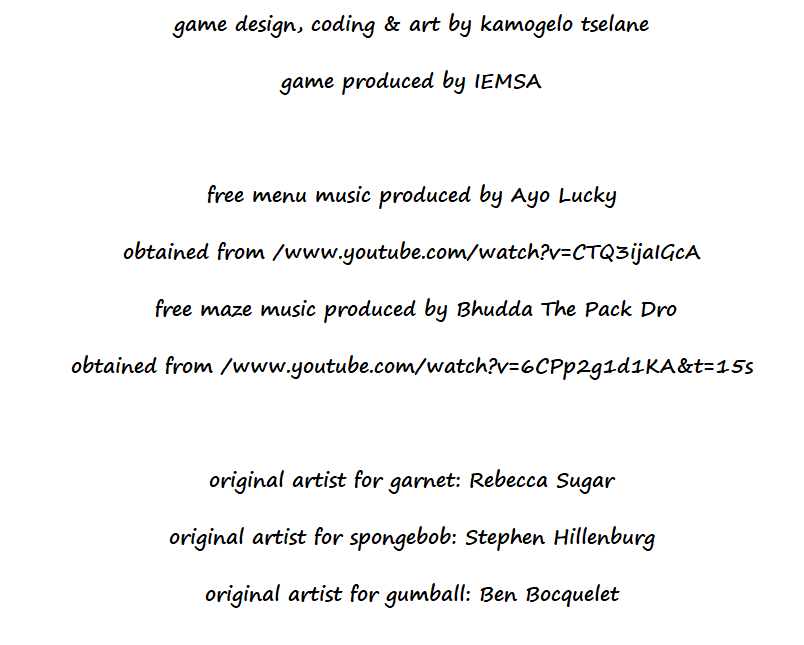 game design, coding & art by kamogelo tselane
game produced by IEMSA
free menu music produced by Ayo Lucky
obtained from /www.youtube.com/watch?v=CTQ3ijaIGcA
free maze music produced by Bhudda The Pack Dro
obtained from /www.youtube.com/watch?v=6CPp2g1d1KA&t=15s
original artist for garnet: Rebecca Sugar
original artist for spongebob: Stephen Hillenburg
original artist for gumball: Ben Bocquelet